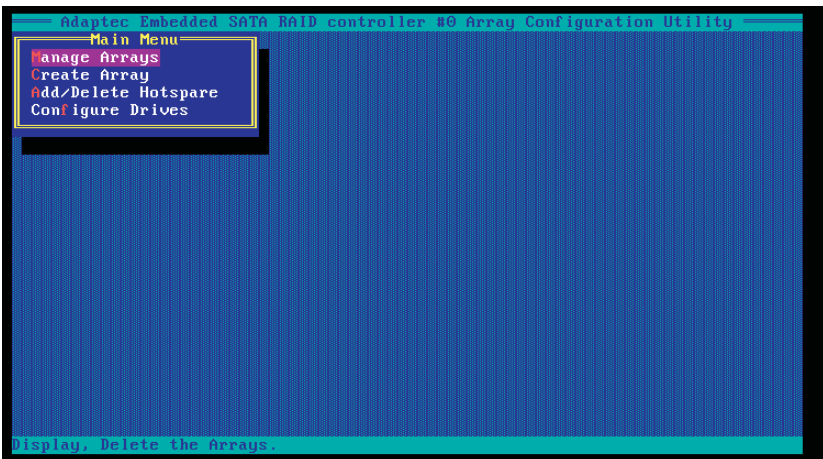 Adaptec Embedded SATA RAID controller #0 Array Configuration Utility
Main Menu
Manage Arrays
Create Array
Add/Delete Hotspare
Configure Drives
Display, Delete the Arrays.